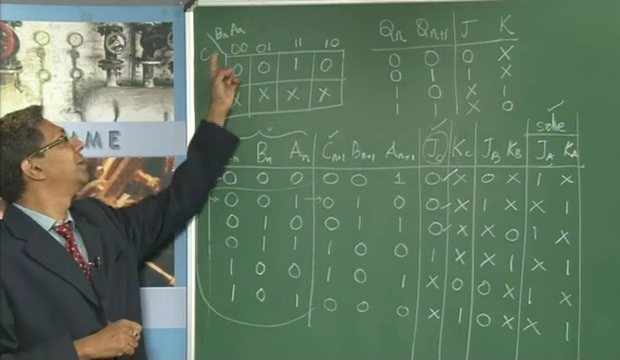 Bn An
C 00 01 11 10
0 0 1 0
X X X X
Qn Qn+1 J K
0 0 0 X
0 1 1 X
1 0 X 1
1 1 X 0
AME
solve
n Bn An Cn+1 Bn+1 An+1 Jc Kc JB KB JA KA
0 0 0 0 0 1 0 X 0 X 1 X
0 0 1 0 1 0 0 X 1 X X 1
0 1 0 0 1 1 0 X X 0 1 X
0 1 1 1 0 0 1 X X 1 X 1
1 0 0 1 0 1 X 0 0 X 1 X
1 0 1 0 0 0 X 1 0 X X 1